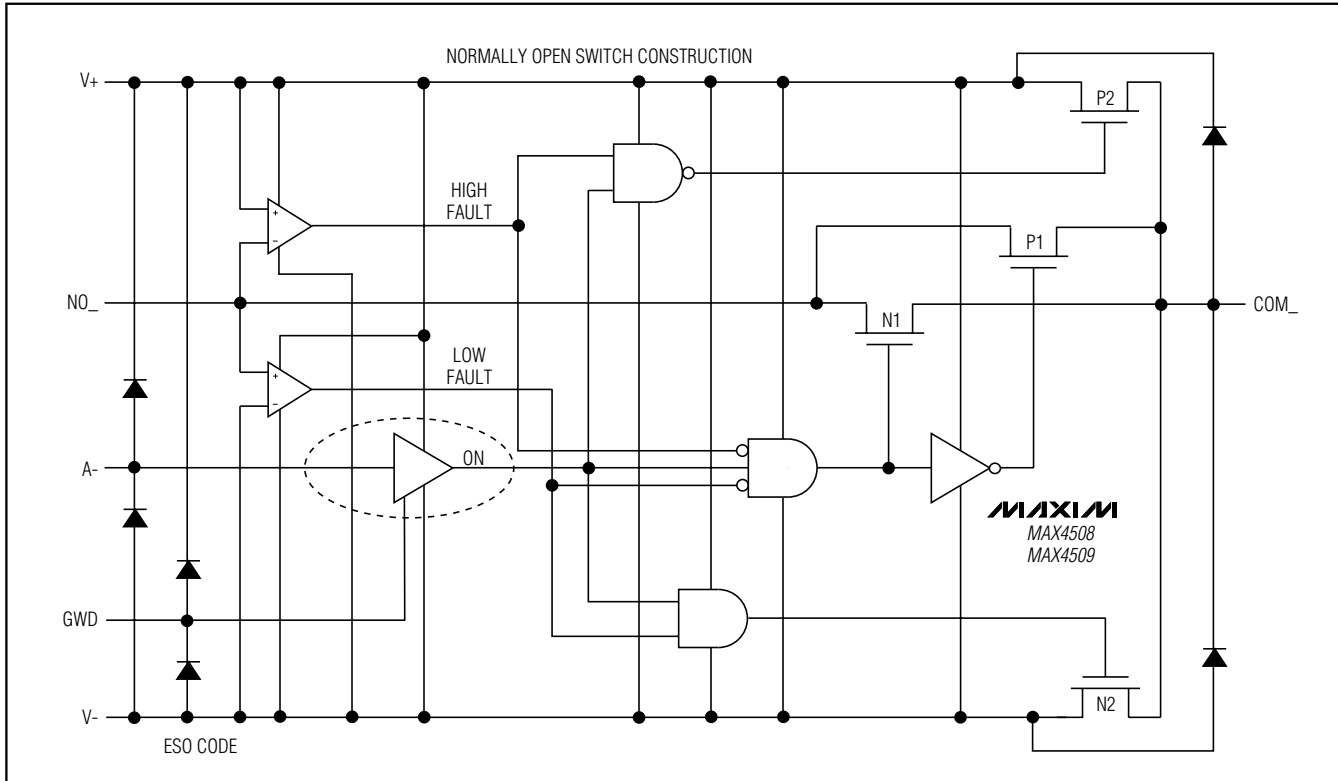 NORMALLY OPEN SWITCH CONSTRUCTION
V+
P2
HIGH
FAULT
+
-
P1
NO_
COM_
N1
LOW
FAULT
+
-
ON
A-
MAXIM
MAX4508
MAX4509
GWD
V-
N2
ESO CODE